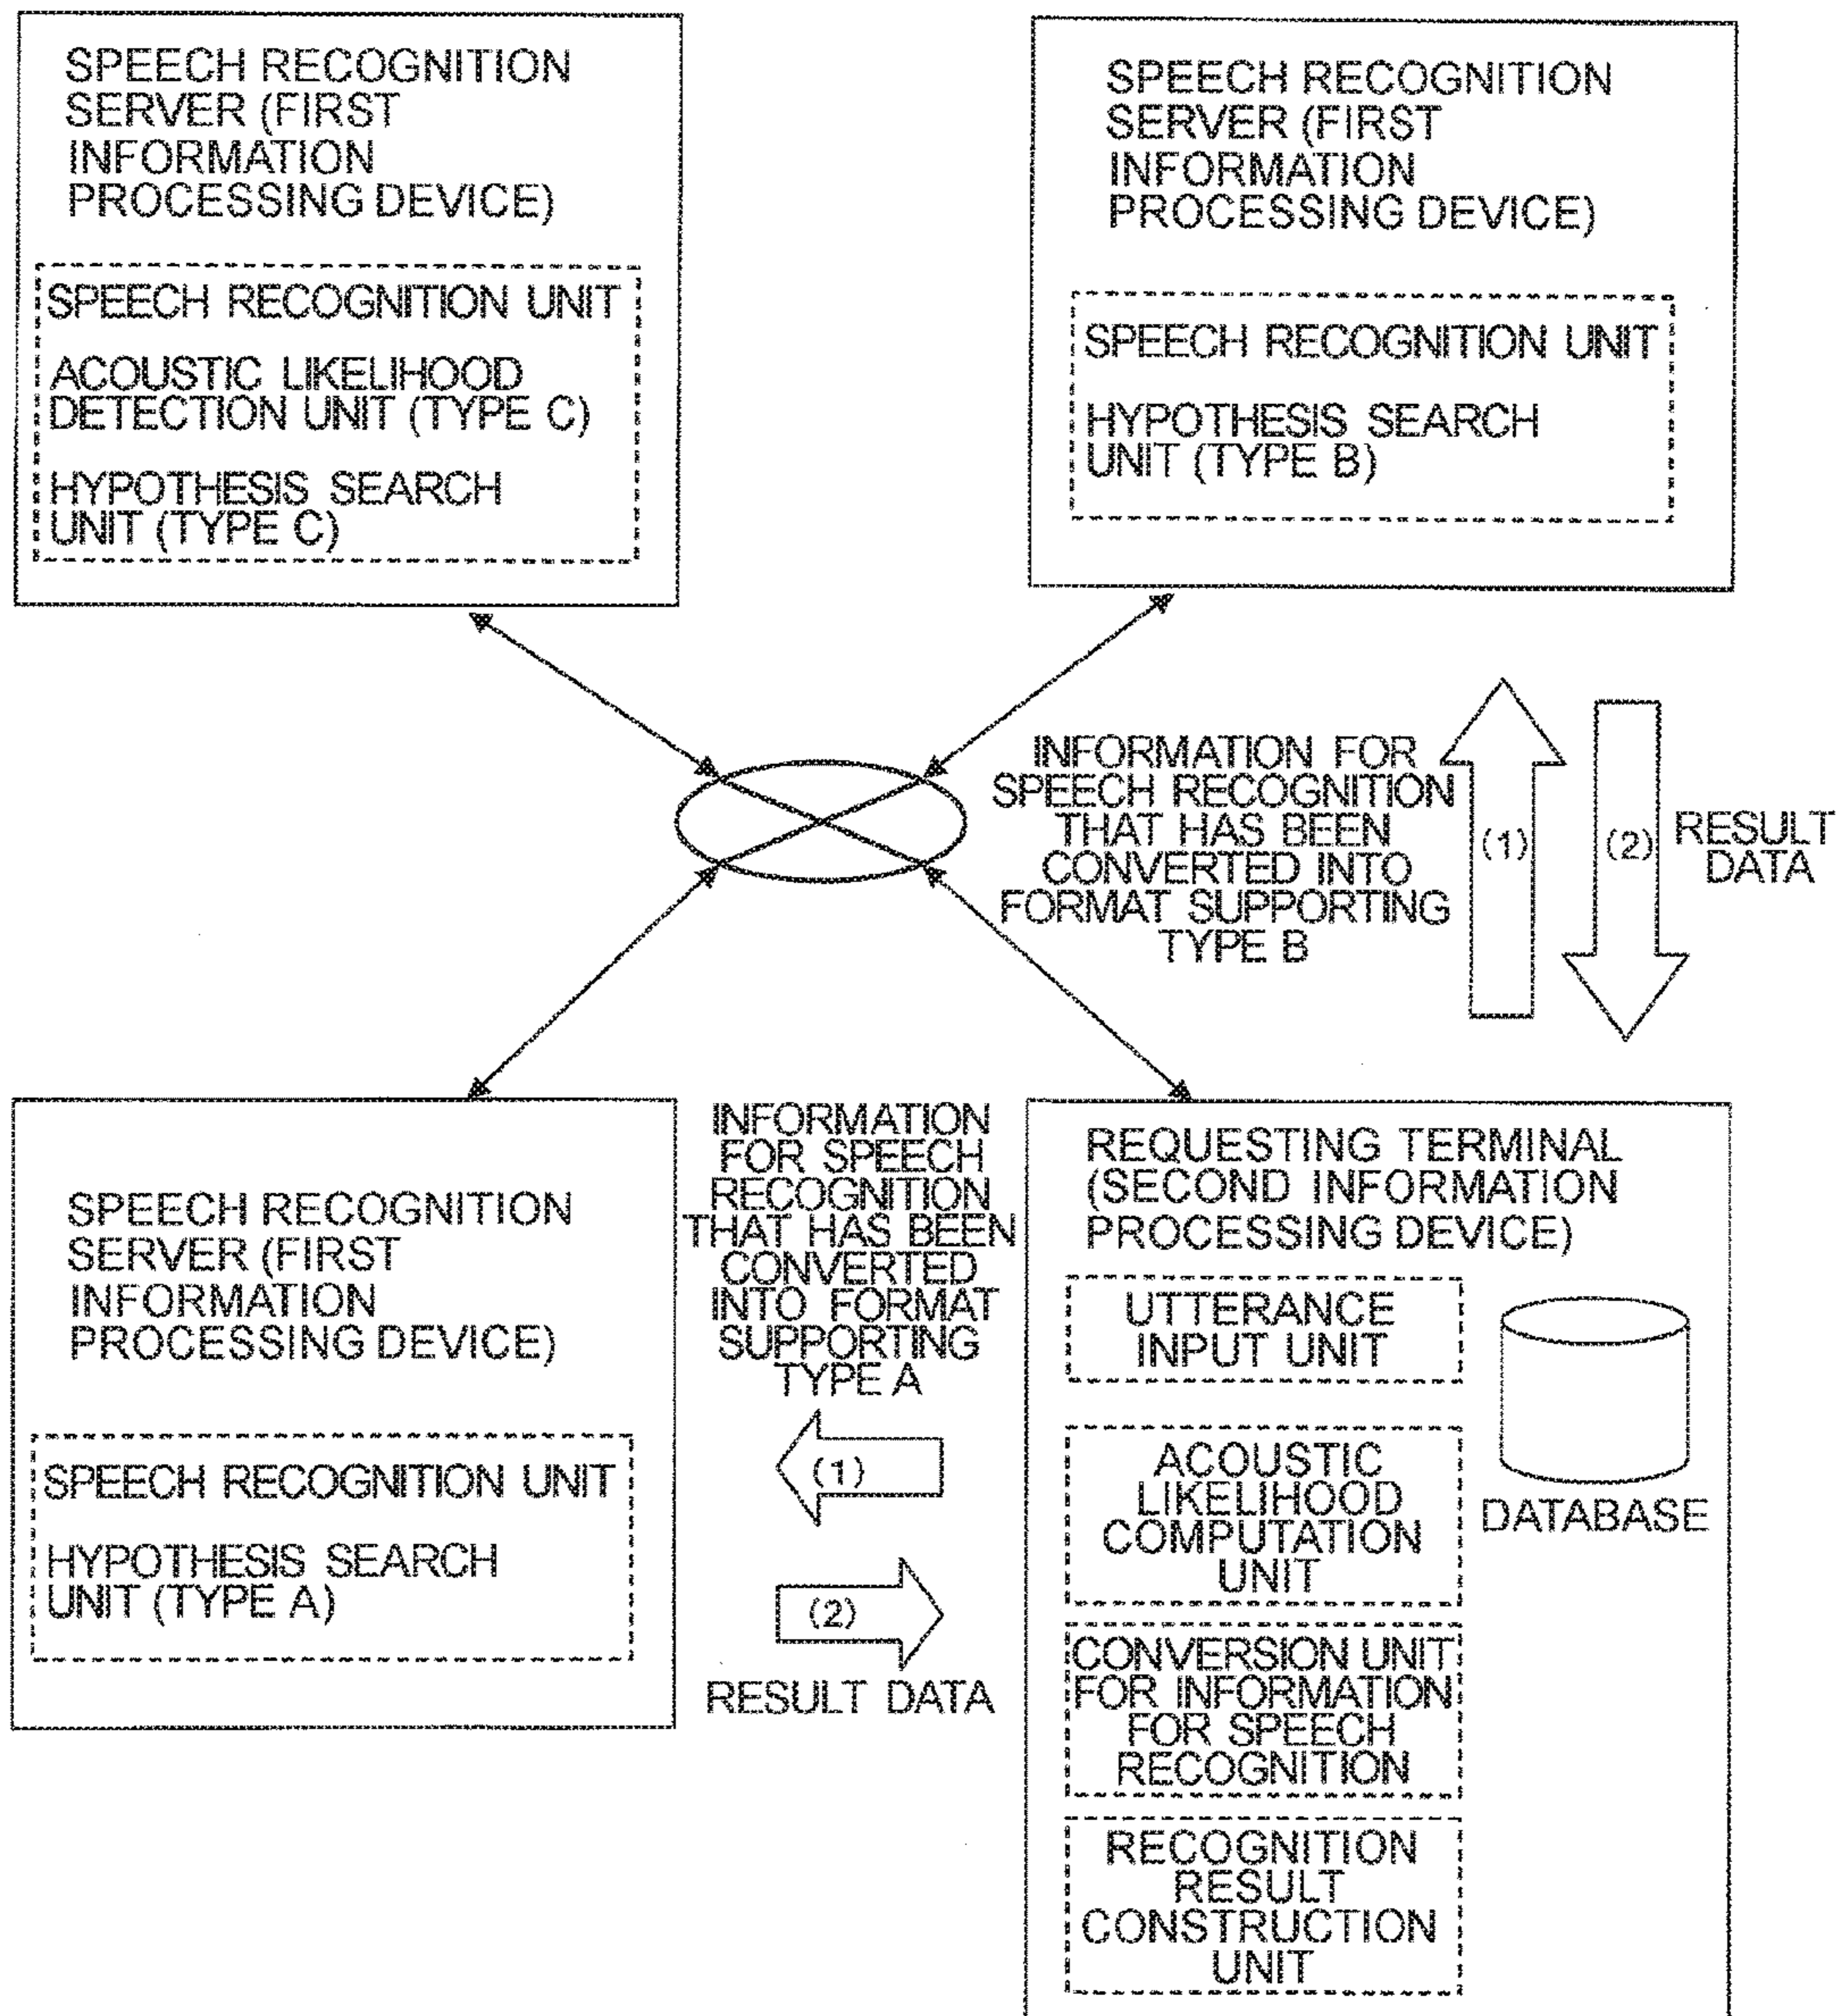 SPEECH RECOGNITION
SERVER (FIRST
INFORMATION
PROCESSING DEVICE)
SPEECH RECOGNITION UNIT
ACOUSTIC LIKELIHOOD
DETECTION UNIT (TYPE C)
HYPOTHESIS SEARCH
UNIT (TYPE C)
SPEECH RECOGNITION
SERVER (FIRST
INFORMATION
PROCESSING DEVICE)
SPEECH RECOGNITION UNIT
HYPOTHESIS SEARCH
UNIT (TYPE B)
INFORMATION FOR
SPEECH RECOGNITION
THAT HAS BEEN
CONVERTED INTO
FORMAT SUPPORTING
TYPE B
(1)
(2)
RESULT
DATA
SPEECH RECOGNITION
SERVER (FIRST
INFORMATION
PROCESSING DEVICE)
SPEECH RECOGNITION UNIT
HYPOTHESIS SEARCH
UNIT (TYPE A)
INFORMATION
FOR SPEECH
RECOGNITION
THAT HAS BEEN
CONVERTED
INTO FORMAT
SUPPORTING
TYPE A
(1)
(2)
RESULT DATA
REQUESTING TERMINAL
(SECOND INFORMATION
PROCESSING DEVICE)
UTTERANCE
INPUT UNIT
ACOUSTIC
LIKELIHOOD
COMPUTATION
UNIT
DATABASE
CONVERSION UNIT
FOR INFORMATION
FOR SPEECH
RECOGNITION
RECOGNITION
RESULT
CONSTRUCTION
UNIT